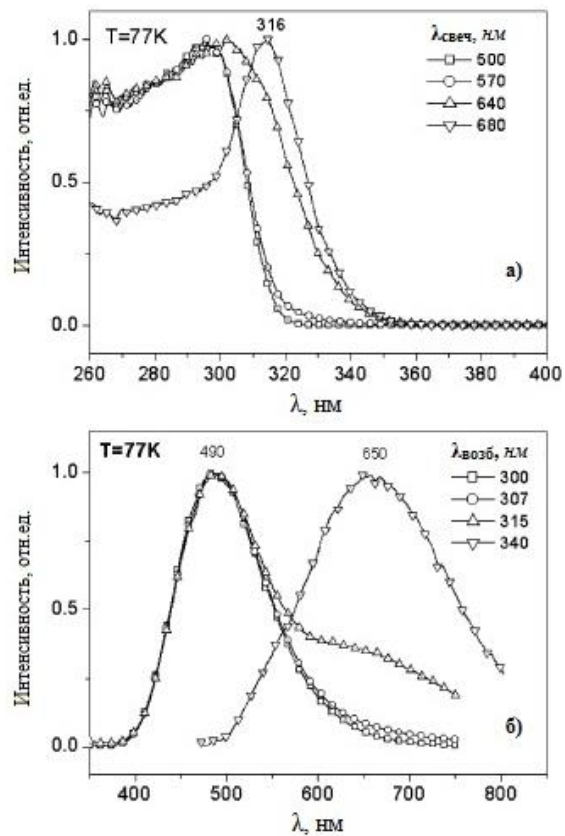 T=77K
316
λсвеч, нм
500
570
640
680
1.0
0.5
0.0
Интенсивность, отн.ед.
а)
260 280 300 320 340 360 380 400
λ, нм
T=77K
490
650
λвозб, нм
300
307
315
340
1.0
0.5
0.0
Интенсивность, отн.ед.
б)
400 500 600 700 800
λ, нм